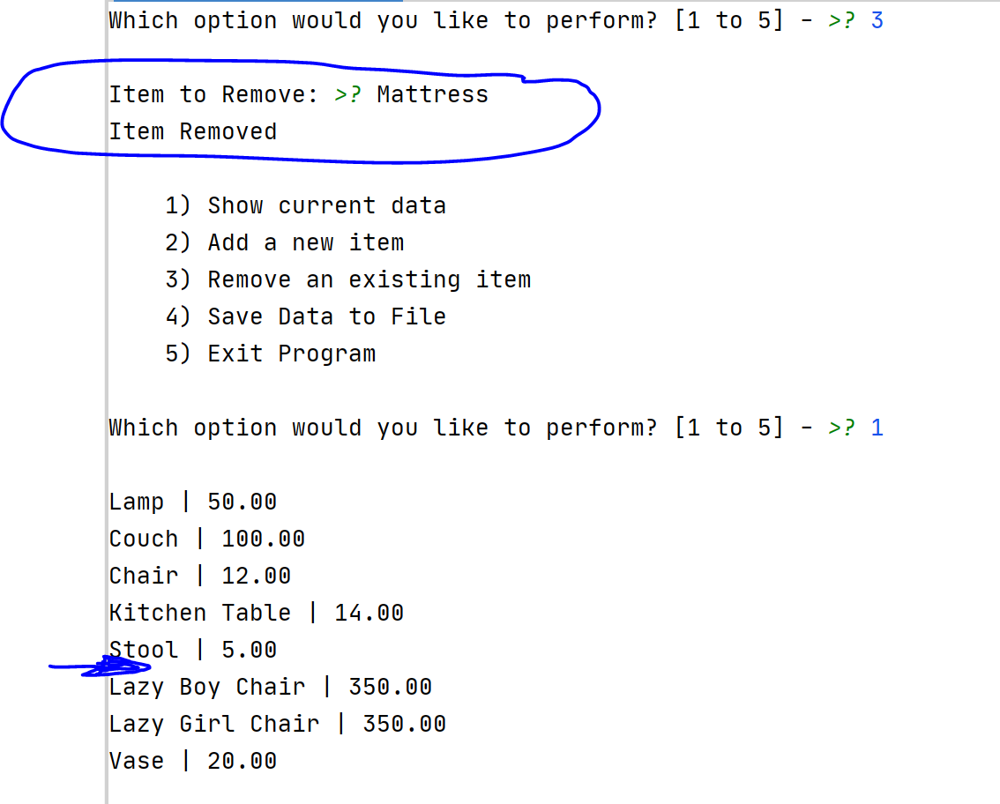 Which option would you like to perform? [1 to 5] - >? 3
Item to Remove: >? Mattress
Item Removed
1) Show current data
2) Add a new item
3) Remove an existing item
4) Save Data to File
5) Exit Program
Which option would you like to perform? [1 to 5] - >? 1
Lamp | 50.00
Couch | 100.00
Chair | 12.00
Kitchen Table | 14.00
Stool | 5.00
Lazy Boy Chair | 350.00
Lazy Girl Chair | 350.00
Vase | 20.00